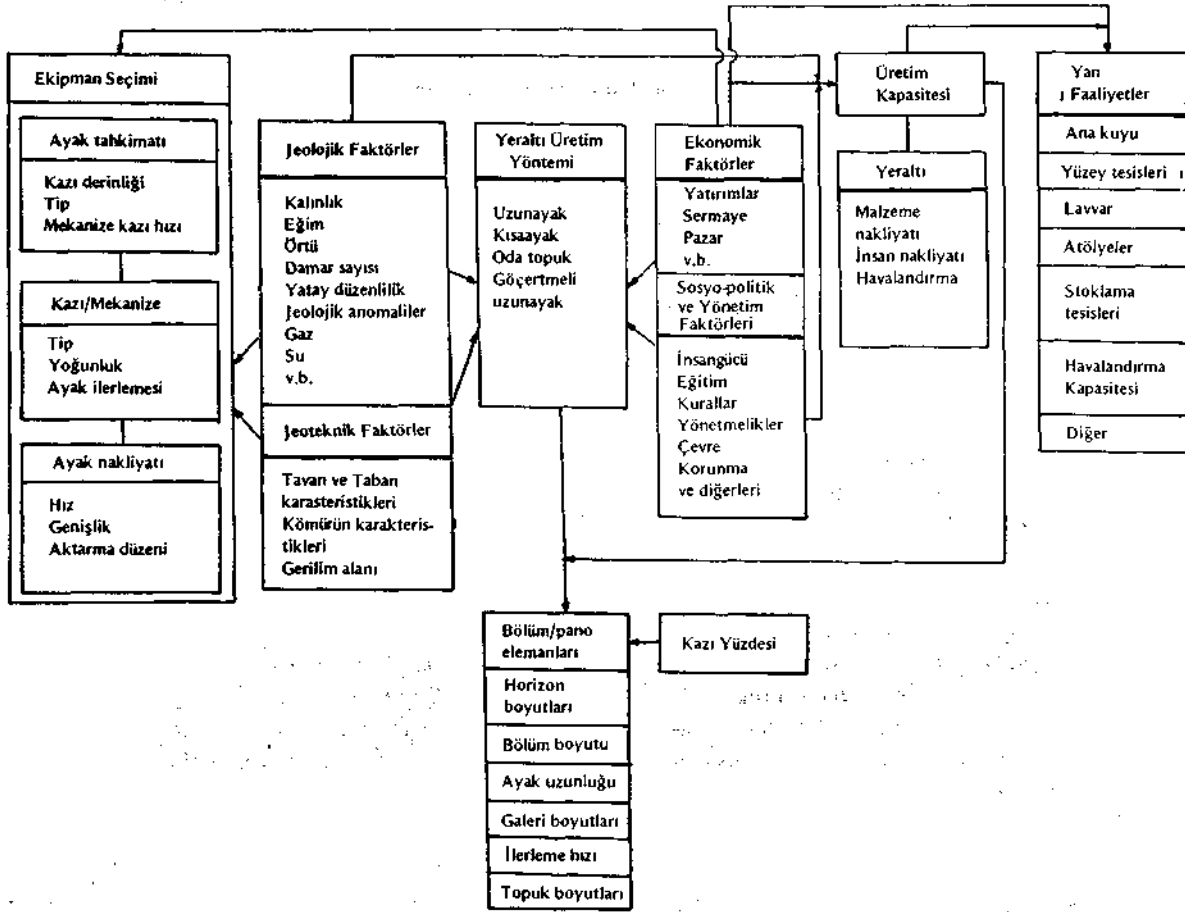 Ekipman Seçimi
Ayak tahkimatı
Kazı derinliği
Tip
Mekanize kazı hızı
Kazı/Mekanize
Tip
Yoğunluk
Ayak ilerlemesi
Ayak nakliyatı
Hız
Genişlik
Aktarma düzeni
Jeolojik Faktörler
Kalınlık
Eğim
Örtü
Damar sayısı
Yatay düzenlilik
Jeolojik anomaliler
Gaz
Su
v.b.
Jeoteknik Faktörler
Tavan ve Taban
karasteristikleri
Kömürün karakteris-
tikleri
Gerilim alanı
Yeraltı Üretim
Yöntemi
Uzunayak
Kısaayak
Oda topuk
Göçertmeli
uzunayak
Ekonomik
Faktörler
Yatırımlar
Sermaye
Pazar
v.b.
Sosyo-politik
ve Yönetim
Faktörleri
İnsangücü
Eğitim
Kurallar
Yönetmelikler
Çevre
Korunma
ve diğerleri
Üretim
Kapasitesi
Yeraltı
Malzeme
nakliyatı
İnsan nakliyatı
Havalandırma
Yan
Faaliyetler
Ana kuyu
Yüzey tesisleri
Lavvar
Atölyeler
Stoklama
tesisleri
Havalandırma
Kapasitesi
Diğer
Bölüm/pano
elemanları
Horizon
boyutları
Bölüm boyutu
Ayak uzunluğu
Galeri boyutları
İlerleme hızı
Topuk boyutları
Kazı Yüzdesi